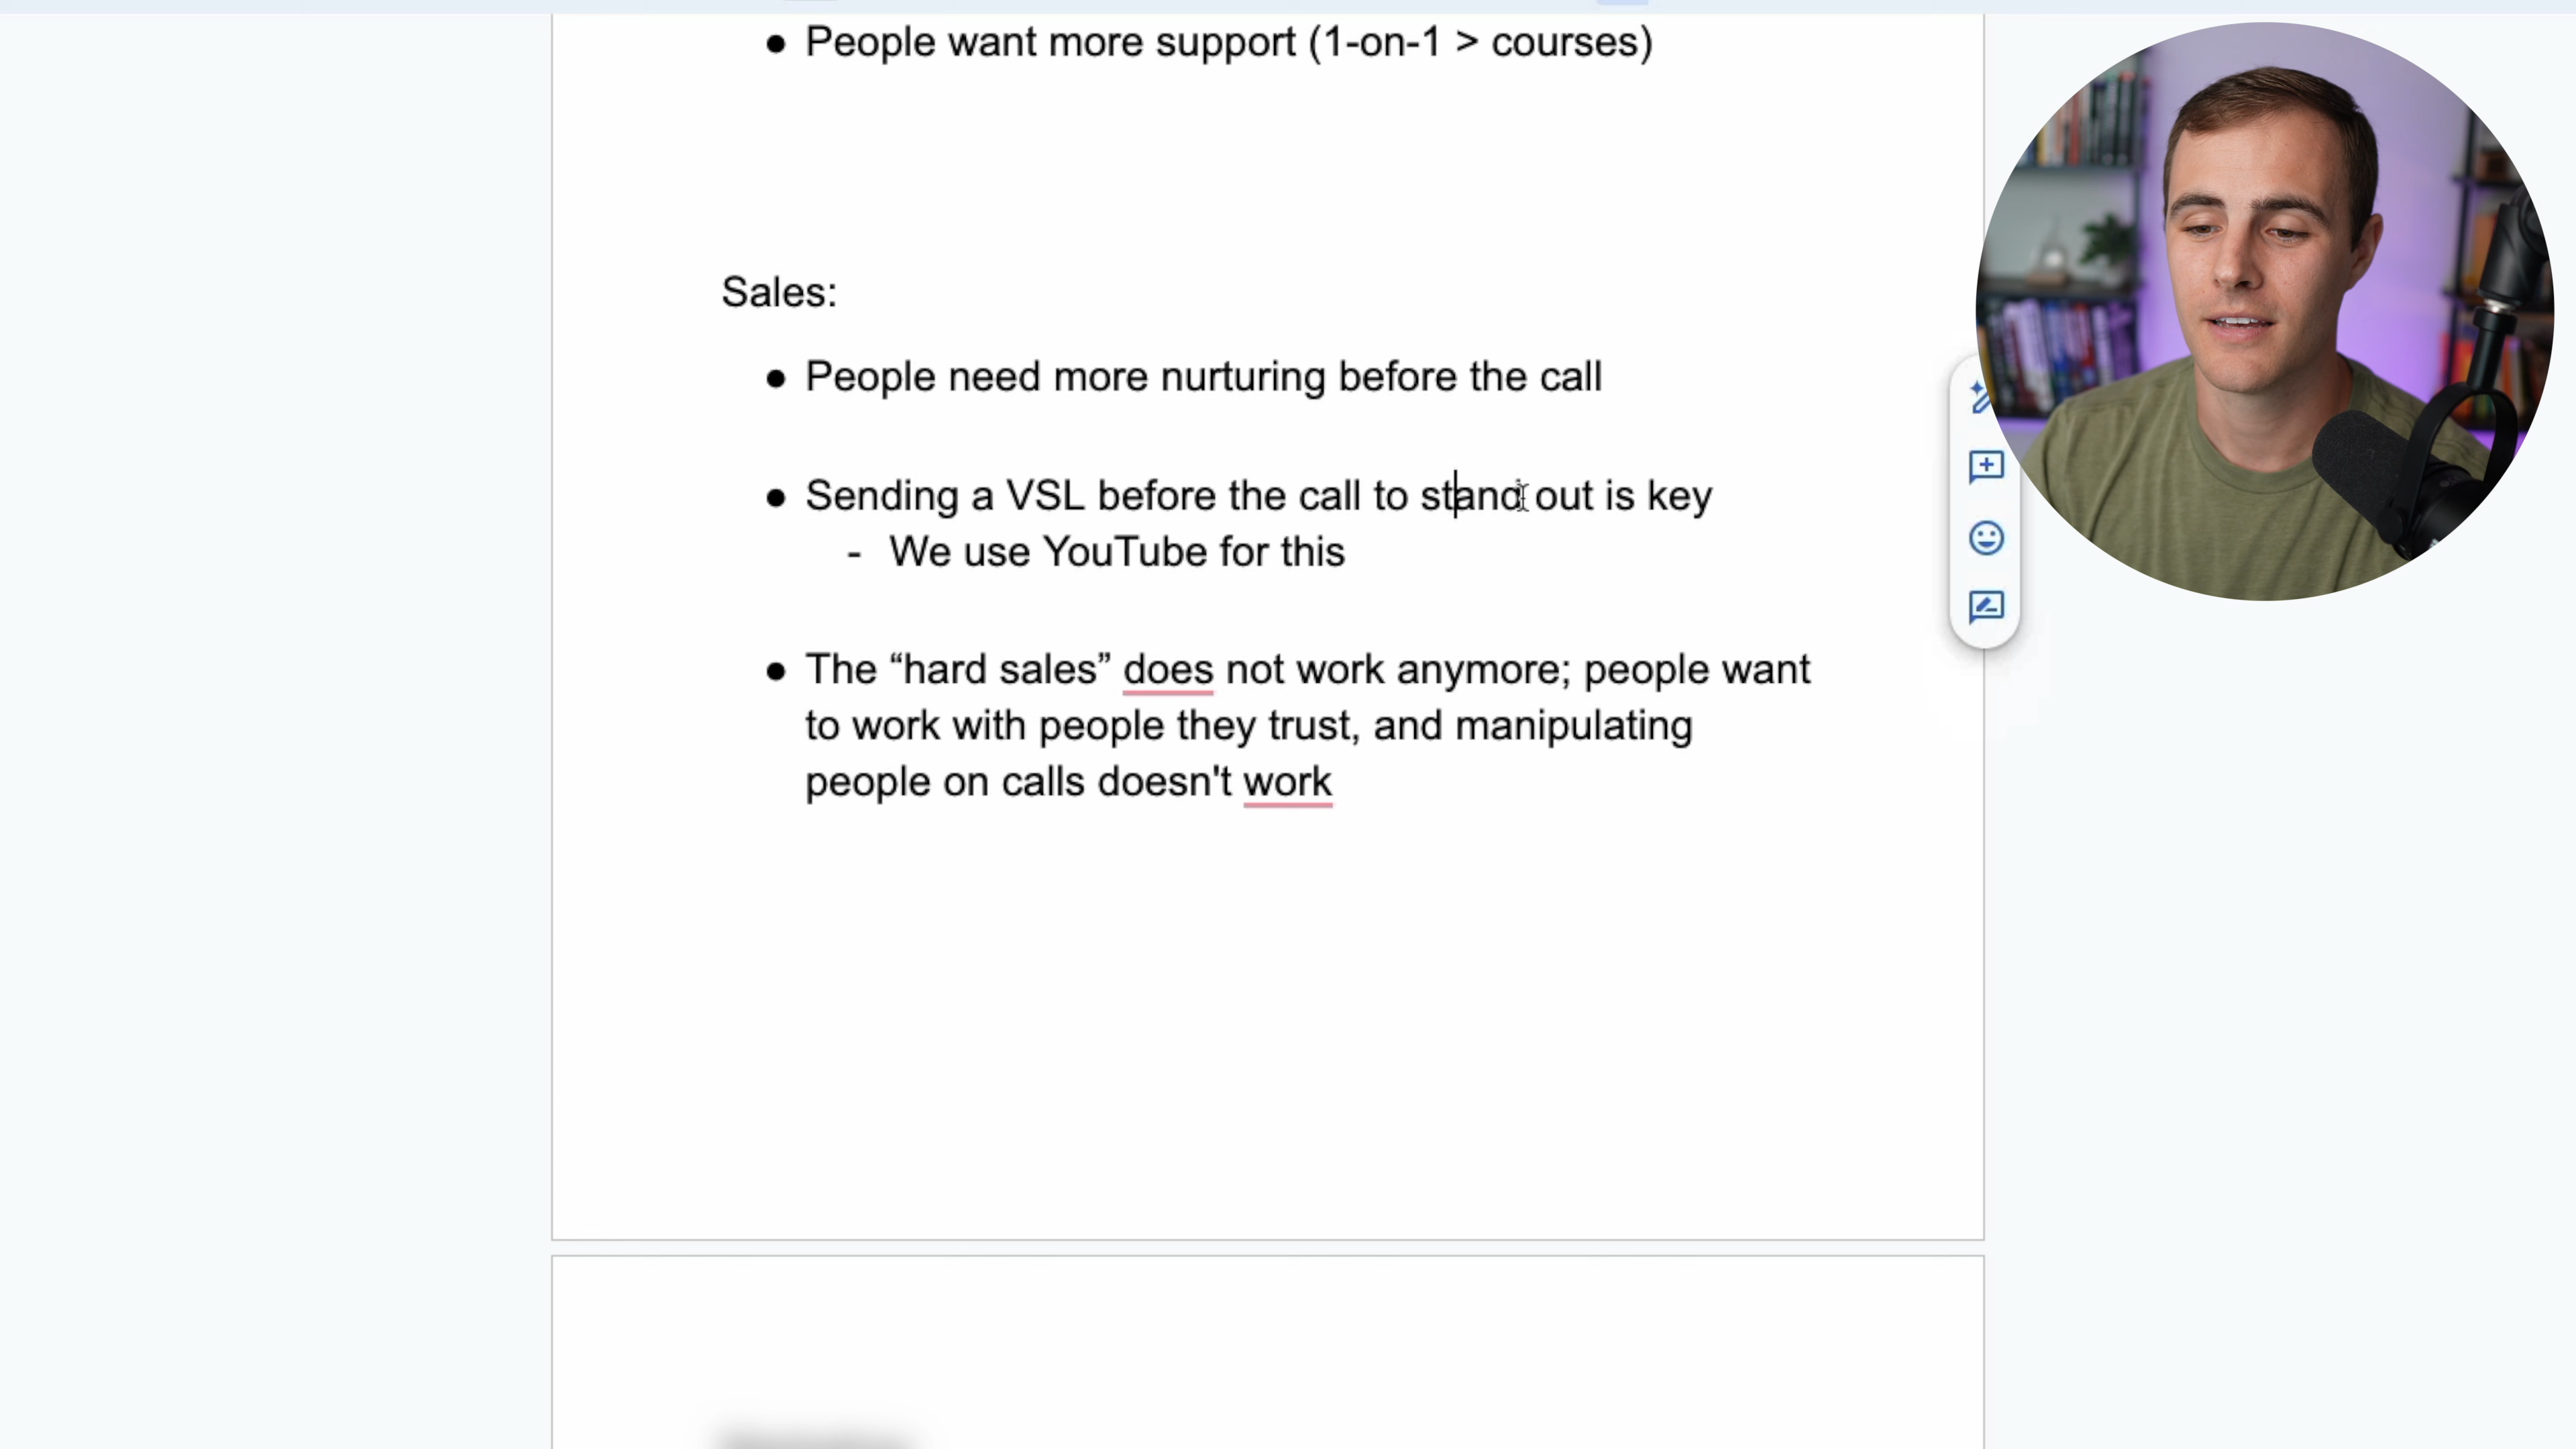 ● People want more support (1-on-1 > courses)
Sales:
● People need more nurturing before the call
● Sending a VSL before the call to stand out is key
- We use YouTube for this
● The “hard sales” does not work anymore; people want
to work with people they trust, and manipulating
people on calls doesn't work